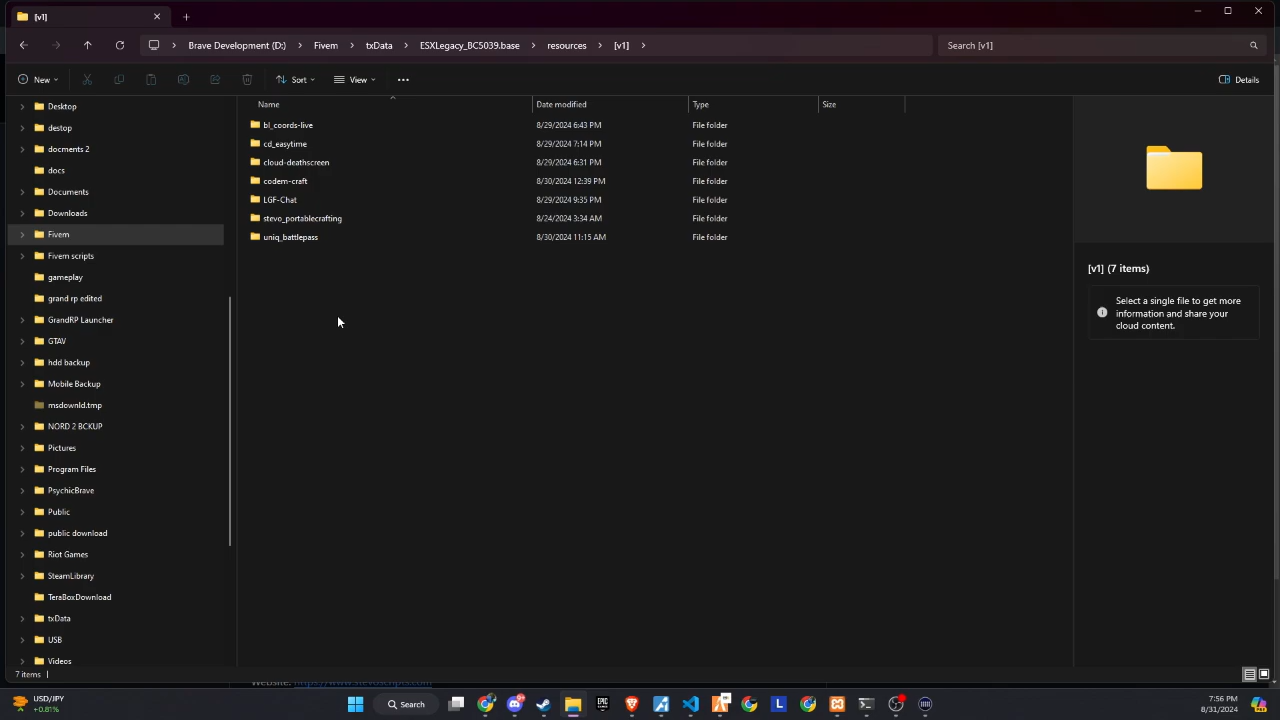 [v1]
Brave Development (D:) > Fivem > txData > ESXLegacy_BC5039.base > resources > [v1] >
Search [v1]
New
Sort
View
Details
Name
Date modified
Type
Size
bl_coords-live 8/29/2024 6:43 PM File folder
cd_easytime 8/29/2024 7:14 PM File folder
cloud-deathscreen 8/29/2024 6:31 PM File folder
codem-craft 8/30/2024 12:39 PM File folder
LGF-Chat 8/29/2024 9:35 PM File folder
stevo_portablecrafting 8/24/2024 3:34 AM File folder
uniq_battlepass 8/30/2024 11:15 AM File folder
Desktop
destop
docments 2
docs
Documents
Downloads
Fivem
Fivem scripts
gameplay
grand rp edited
GrandRP Launcher
GTAV
hdd backup
Mobile Backup
msdownld.tmp
NORD 2 BCKUP
Pictures
Program Files
PsychicBrave
Public
public download
Riot Games
SteamLibrary
TeraBoxDownload
txData
USB
Videos
[v1] (7 items)
Select a single file to get more
information and share your
cloud content.
7 items
Website: https://www.stevoscripts.com
USD/JPY
+0.81%
Search
7:56 PM
8/31/2024